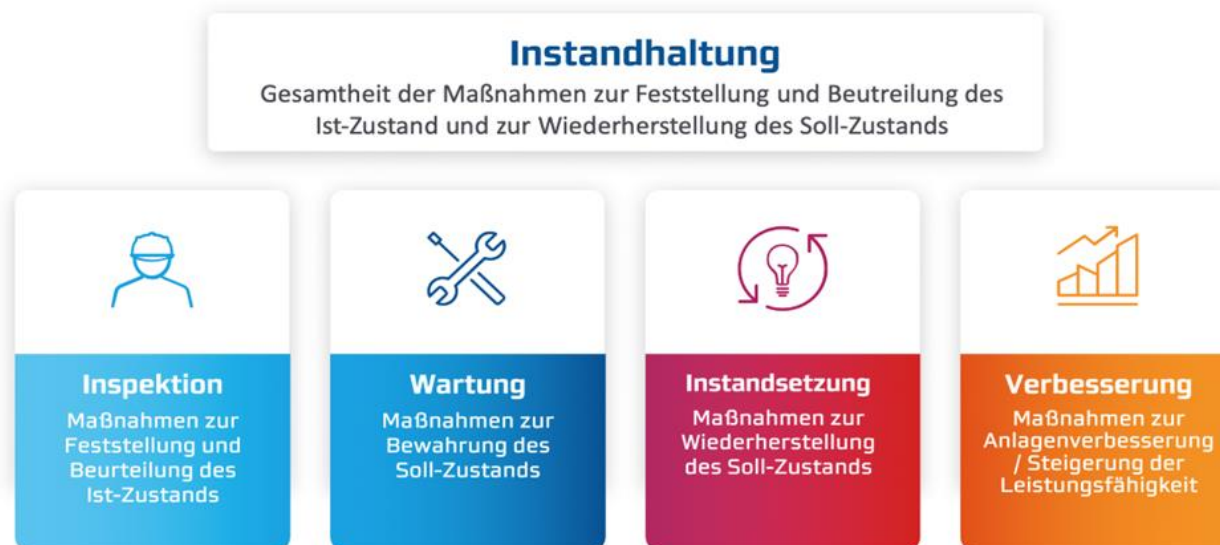 Instandhaltung
Gesamtheit der Maßnahmen zur Feststellung und Beutreilung des
Ist-Zustand und zur Wiederherstellung des Soll-Zustands
Inspektion
Maßnahmen zur
Feststellung und
Beurteilung des
Ist-Zustands
Wartung
Maßnahmen zur
Bewahrung des
Soll-Zustands
Instandsetzung
Maßnahmen zur
Wiederherstellung
des Soll-Zustands
Verbesserung
Maßnahmen zur
Anlagenverbesserung
/ Steigerung der
Leistungsfähigkeit